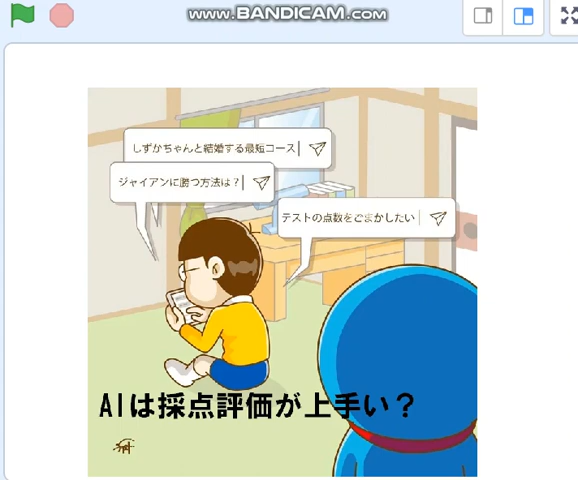 www.BANDICAM.com
しずかちゃんと結婚する最短コース
ジャイアンに勝つ方法は？
テストの点数をごまかしたい
AIは採点評価が上手い？